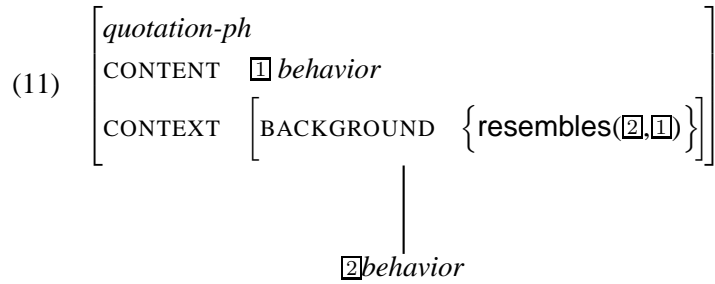 quotation-ph
(11) CONTENT 1 behavior
CONTEXT [BACKGROUND {resembles(2,1)}]
2behavior